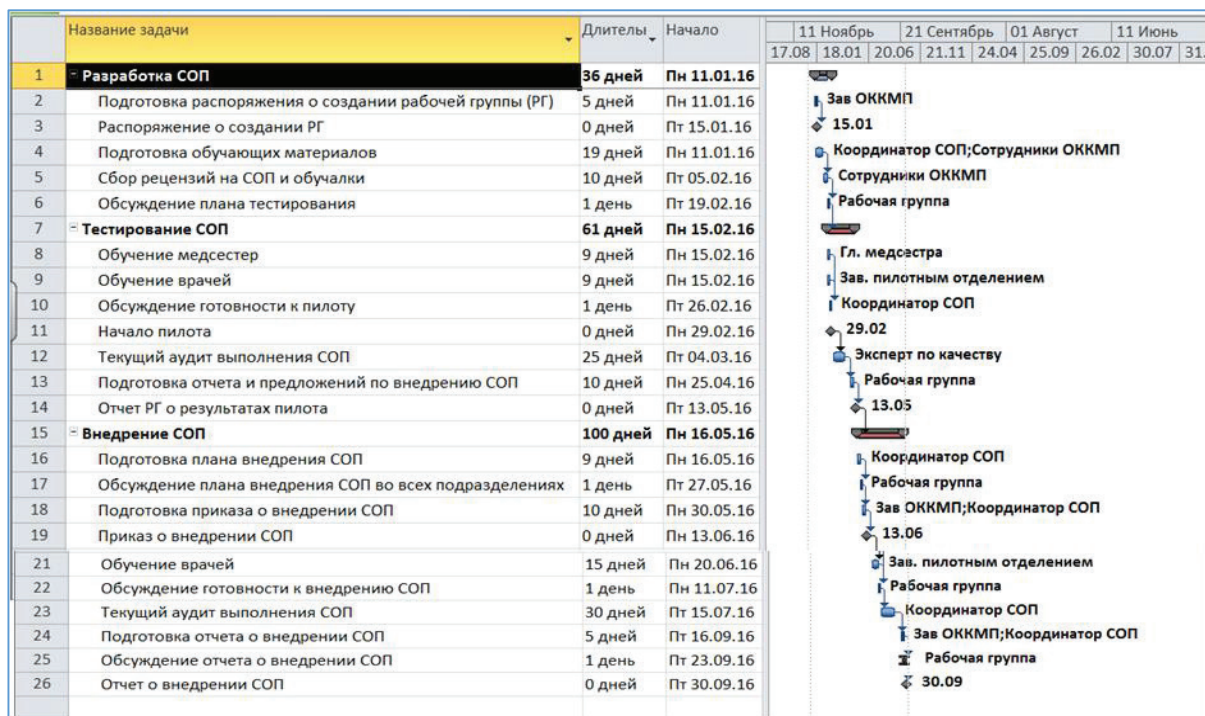 Название задачи Длителы Начало 11 Ноябрь 21 Сентябрь 01 Август 11 Июнь
17.08 18.01 20.06 21.11 24.04 25.09 26.02 30.07 31.
1 Разработка СОП 36 дней Пн 11.01.16
2 Подготовка распоряжения о создании рабочей группы (РГ) 5 дней Пн 11.01.16 Зав ОККМП
3 Распоряжение о создании РГ 0 дней Пт 15.01.16 15.01
4 Подготовка обучающих материалов 19 дней Пн 11.01.16 Координатор СОП;Сотрудники ОККМП
5 Сбор рецензий на СОП и обучалки 10 дней Пт 05.02.16 Сотрудники ОККМП
6 Обсуждение плана тестирования 1 день Пт 19.02.16 Рабочая группа
7 Тестирование СОП 61 дней Пн 15.02.16
8 Обучение медсестер 9 дней Пн 15.02.16 Гл. медсестра
9 Обучение врачей 9 дней Пн 15.02.16 Зав. пилотным отделением
10 Обсуждение готовности к пилоту 1 день Пт 26.02.16 Координатор СОП
11 Начало пилота 0 дней Пн 29.02.16 29.02
12 Текущий аудит выполнения СОП 25 дней Пт 04.03.16 Эксперт по качеству
13 Подготовка отчета и предложений по внедрению СОП 10 дней Пн 25.04.16 Рабочая группа
14 Отчет РГ о результатах пилота 0 дней Пт 13.05.16 13.05
15 Внедрение СОП 100 дней Пн 16.05.16
16 Подготовка плана внедрения СОП 9 дней Пн 16.05.16 Координатор СОП
17 Обсуждение плана внедрения СОП во всех подразделениях 1 день Пт 27.05.16 Рабочая группа
18 Подготовка приказа о внедрении СОП 10 дней Пн 30.05.16 Зав ОККМП;Координатор СОП
19 Приказ о внедрении СОП 0 дней Пн 13.06.16 13.06
21 Обучение врачей 15 дней Пн 20.06.16 Зав. пилотным отделением
22 Обсуждение готовности к внедрению СОП 1 день Пн 11.07.16 Рабочая группа
23 Текущий аудит выполнения СОП 30 дней Пт 15.07.16 Координатор СОП
24 Подготовка отчета о внедрении СОП 5 дней Пт 16.09.16 Зав ОККМП;Координатор СОП
25 Обсуждение отчета о внедрении СОП 1 день Пт 23.09.16 Рабочая группа
26 Отчет о внедрении СОП 0 дней Пт 30.09.16 30.09